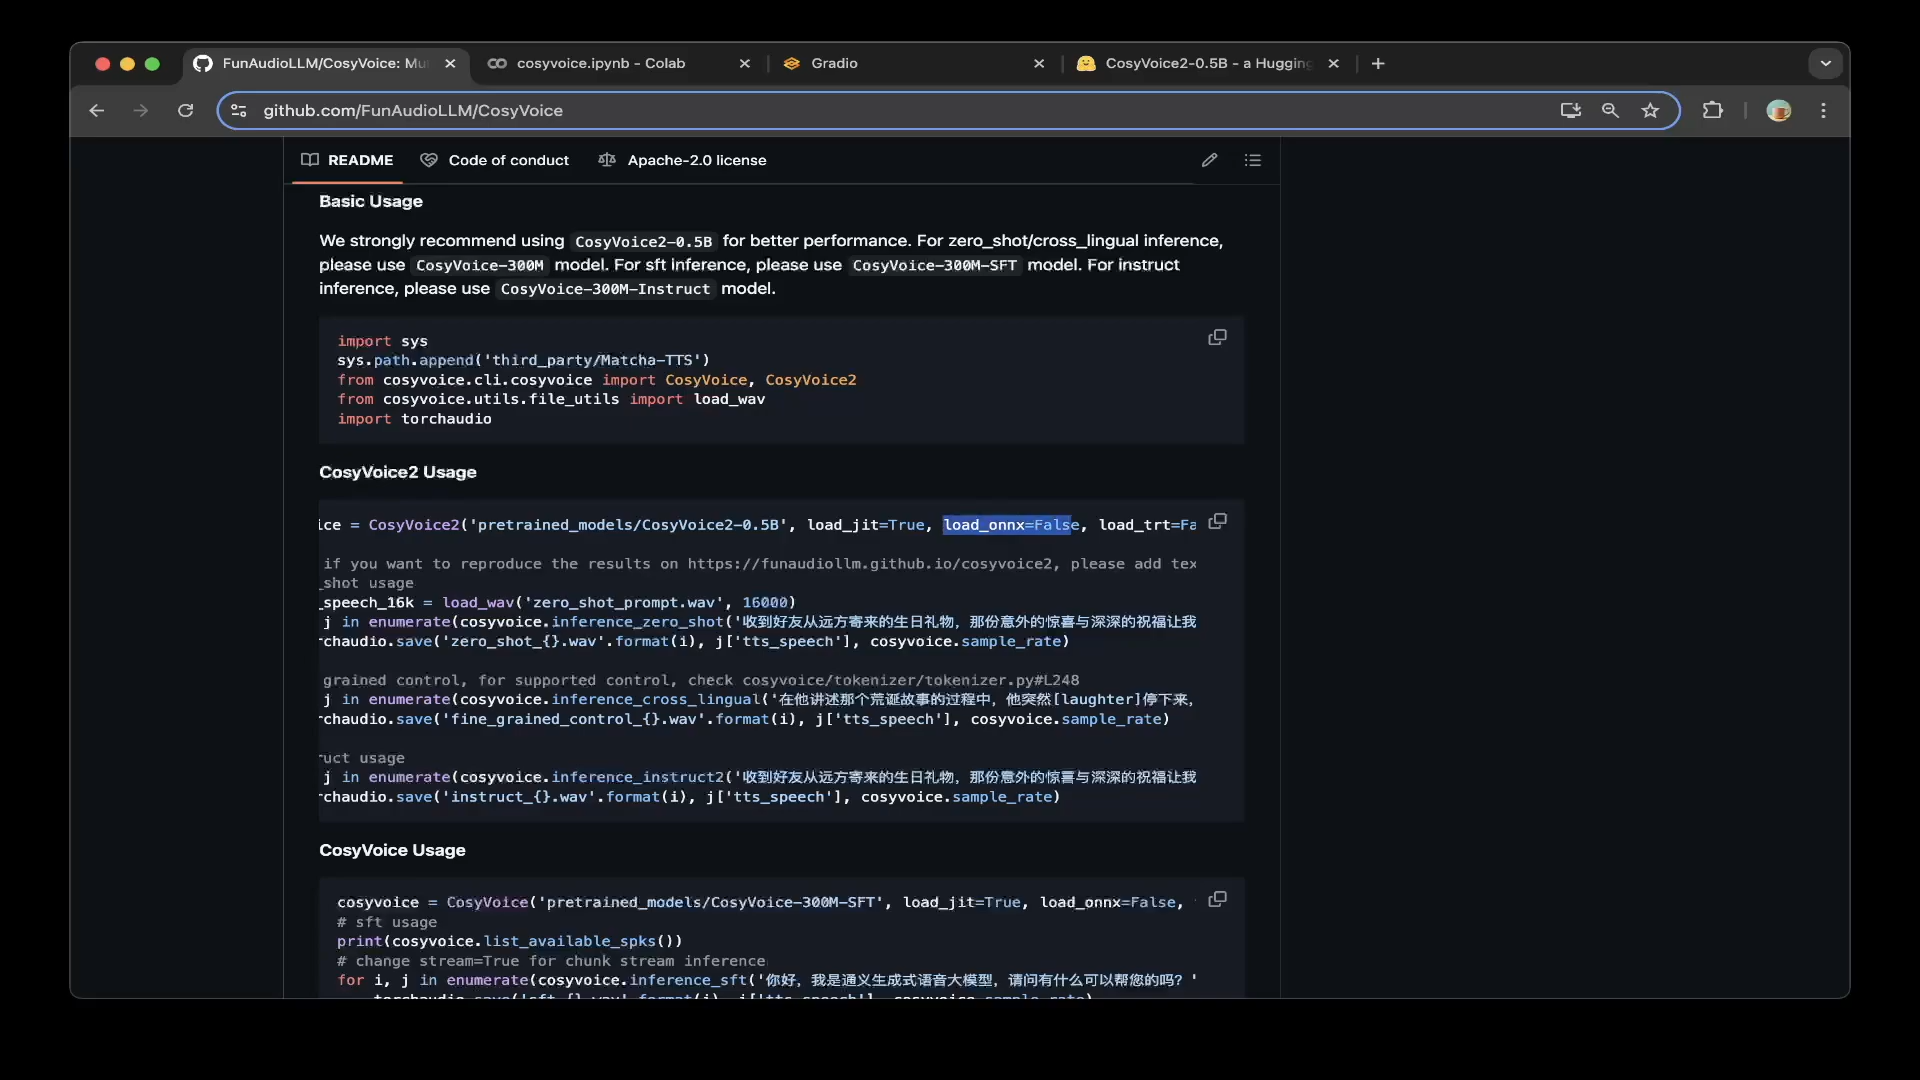 FunAudioLLM/CosyVoice: Mu
cosyvoice.ipynb - Colab
Gradio
CosyVoice2-0.5B - a Hugging
github.com/FunAudioLLM/CosyVoice
README
Code of conduct
Apache-2.0 license
Basic Usage
We strongly recommend using CosyVoice2-0.5B for better performance. For zero_shot/cross_lingual inference,
please use CosyVoice-300M model. For sft inference, please use CosyVoice-300M-SFT model. For instruct
inference, please use CosyVoice-300M-Instruct model.
import sys
sys.path.append('third_party/Matcha-TTS')
from cosyvoice.cli.cosyvoice import CosyVoice, CosyVoice2
from cosyvoice.utils.file_utils import load_wav
import torchaudio
CosyVoice2 Usage
ice = CosyVoice2('pretrained_models/CosyVoice2-0.5B', load_jit=True, load_onnx=False, load_trt=Fa
if you want to reproduce the results on https://funaudiollm.github.io/cosyvoice2, please add tex
_shot usage
_speech_16k = load_wav('zero_shot_prompt.wav', 16000)
j in enumerate(cosyvoice.inference_zero_shot('收到好友从远方寄来的生日礼物，那份意外的惊喜与深深的祝福让我
rchaudio.save('zero_shot_{}.wav'.format(i), j['tts_speech'], cosyvoice.sample_rate)
grained control, for supported control, check cosyvoice/tokenizer/tokenizer.py#L248
j in enumerate(cosyvoice.inference_cross_lingual('在他讲述那个荒诞故事的过程中，他突然[laughter]停下来，
rchaudio.save('fine_grained_control_{}.wav'.format(i), j['tts_speech'], cosyvoice.sample_rate)
ruct usage
j in enumerate(cosyvoice.inference_instruct2('收到好友从远方寄来的生日礼物，那份意外的惊喜与深深的祝福让我
rchaudio.save('instruct_{}.wav'.format(i), j['tts_speech'], cosyvoice.sample_rate)
CosyVoice Usage
cosyvoice = CosyVoice('pretrained_models/CosyVoice-300M-SFT', load_jit=True, load_onnx=False,
# sft usage
print(cosyvoice.list_available_spks())
# change stream=True for chunk stream inference
for i, j in enumerate(cosyvoice.inference_sft('你好，我是通义生成式语音大模型，请问有什么可以帮您的吗？'
torchaudio.save('sft_{}.wav'.format(i), j['tts_speech'], cosyvoice.sample_rate)